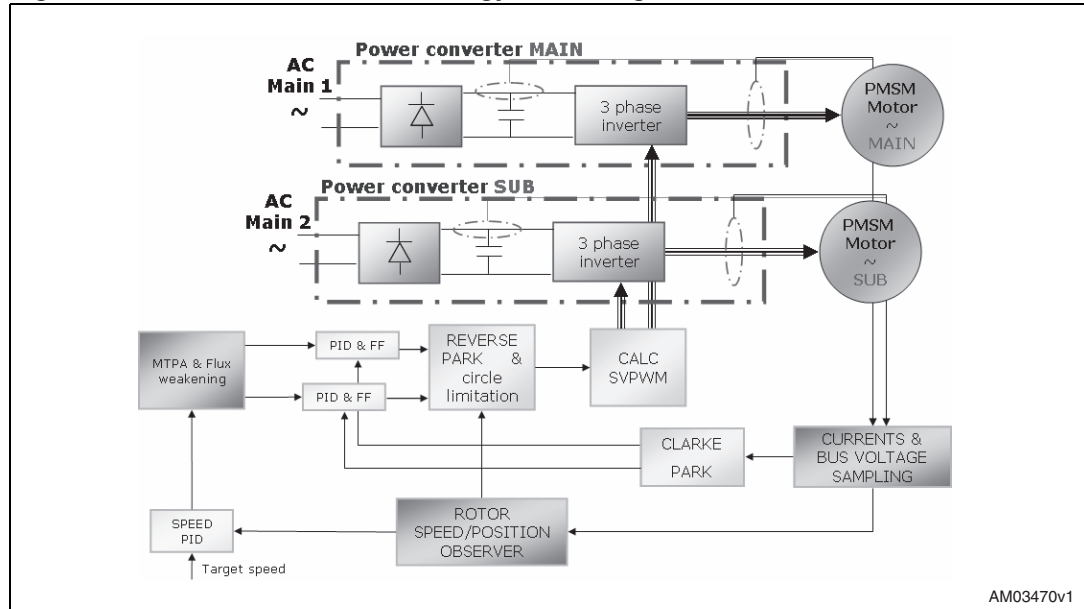 Power converter MAIN
AC
Main 1
~
3 phase
inverter
PMSM
Motor
~
MAIN
Power converter SUB
AC
Main 2
~
3 phase
inverter
PMSM
Motor
~
SUB
MTPA & Flux
weakening
PID & FF
PID & FF
REVERSE
PARK &
circle
limitation
CALC
SVPWM
CLARKE
PARK
CURRENTS &
BUS VOLTAGE
SAMPLING
SPEED
PID
ROTOR
SPEED/POSITION
OBSERVER
Target speed
AM03470v1